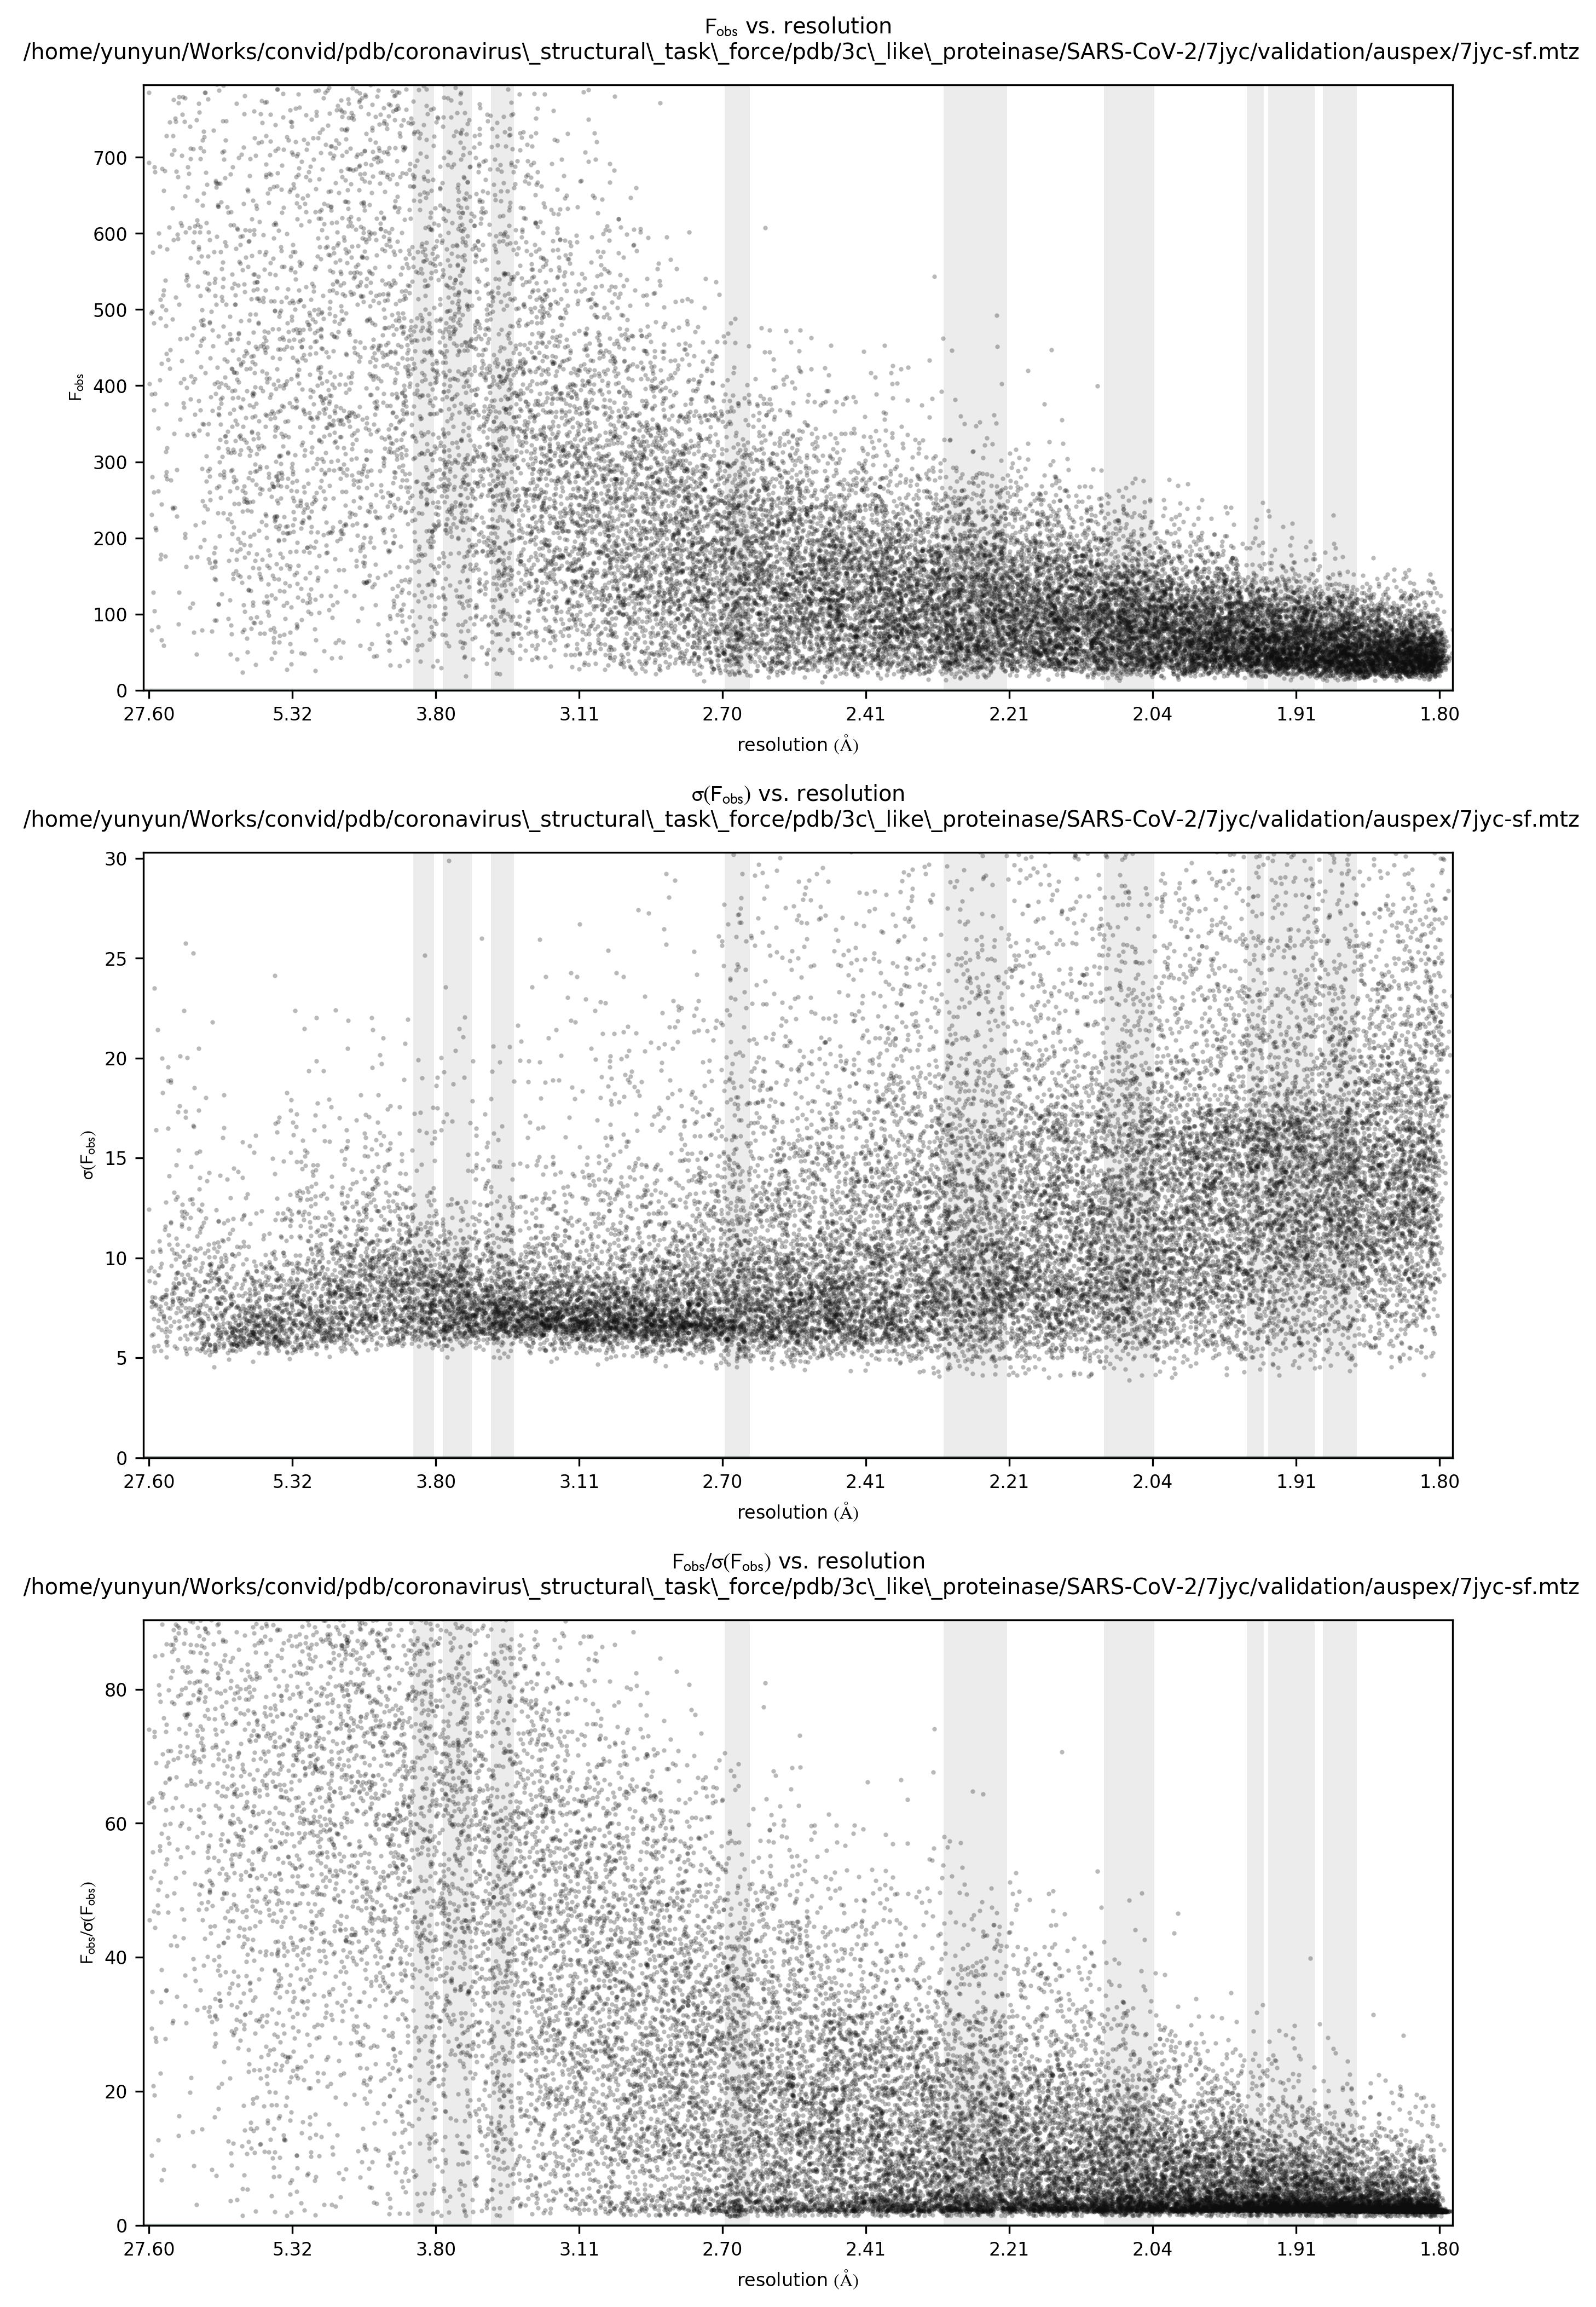 Fobs vs. resolution
/home/yunyun/Works/convid/pdb/coronavirus\_structural\_task\_force/pdb/3c\_like\_proteinase/SARS-CoV-2/7jyc/validation/auspex/7jyc-sf.mtz
700
600
500
400
300
200
100
0
Fobs
27.60 5.32 3.80 3.11 2.70 2.41 2.21 2.04 1.91 1.80
resolution (Å)
σ(Fobs) vs. resolution
/home/yunyun/Works/convid/pdb/coronavirus\_structural\_task\_force/pdb/3c\_like\_proteinase/SARS-CoV-2/7jyc/validation/auspex/7jyc-sf.mtz
30
25
20
15
10
5
0
σ(Fobs)
27.60 5.32 3.80 3.11 2.70 2.41 2.21 2.04 1.91 1.80
resolution (Å)
Fobs/σ(Fobs) vs. resolution
/home/yunyun/Works/convid/pdb/coronavirus\_structural\_task\_force/pdb/3c\_like\_proteinase/SARS-CoV-2/7jyc/validation/auspex/7jyc-sf.mtz
80
60
40
20
0
Fobs/σ(Fobs)
27.60 5.32 3.80 3.11 2.70 2.41 2.21 2.04 1.91 1.80
resolution (Å)